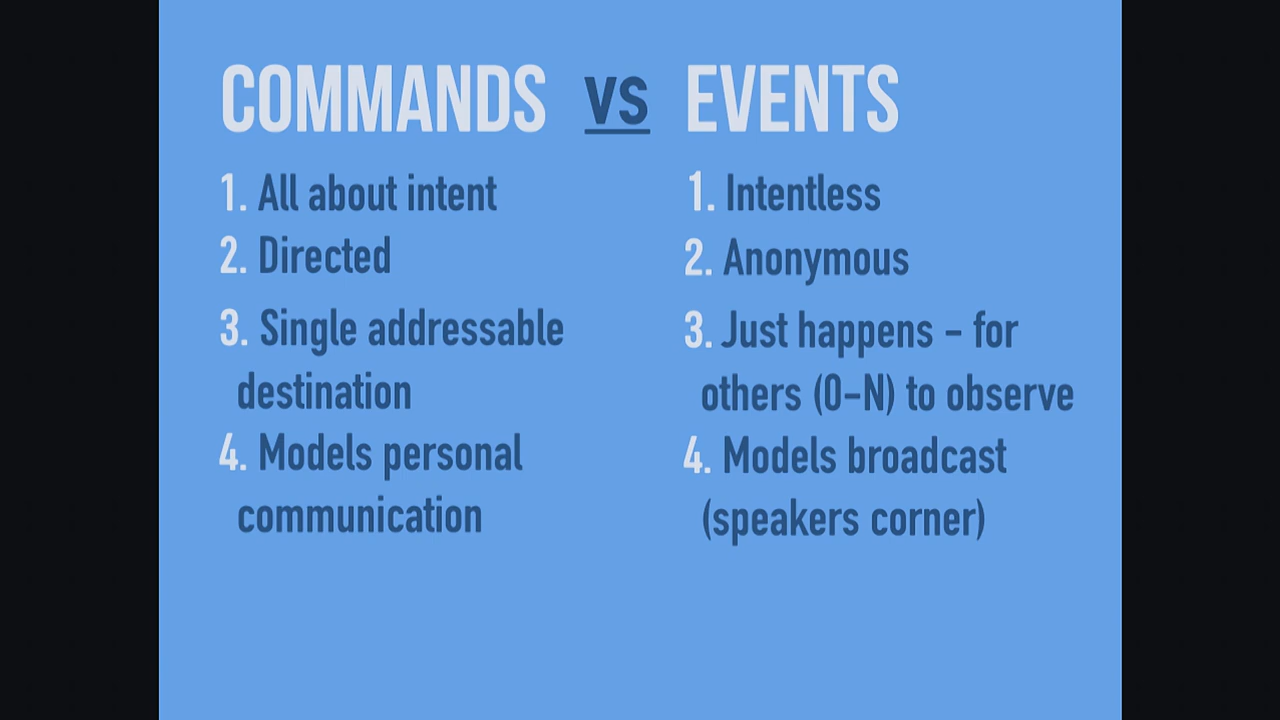 COMMANDS vs EVENTS
1. All about intent
2. Directed
3. Single addressable
destination
4. Models personal
communication
1. Intentless
2. Anonymous
3. Just happens – for
others (0-N) to observe
4. Models broadcast
(speakers corner)